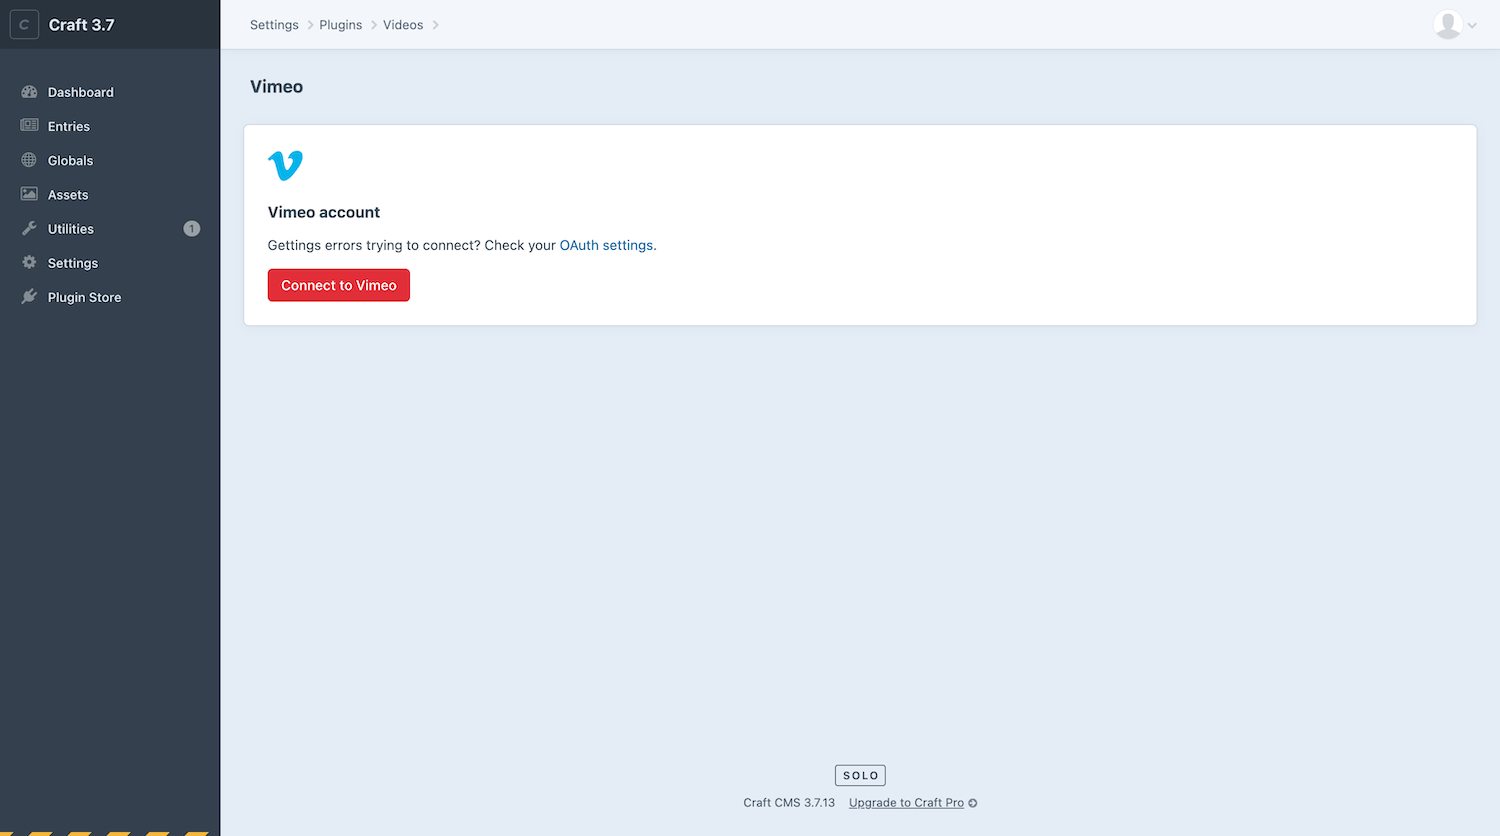 C Craft 3.7
Settings Plugins Videos
Dashboard
Entries
Globals
Assets
Utilities 1
Settings
Plugin Store
Vimeo
Vimeo account
Gettings errors trying to connect? Check your OAuth settings.
Connect to Vimeo
SOLO
Craft CMS 3.7.13 Upgrade to Craft Pro